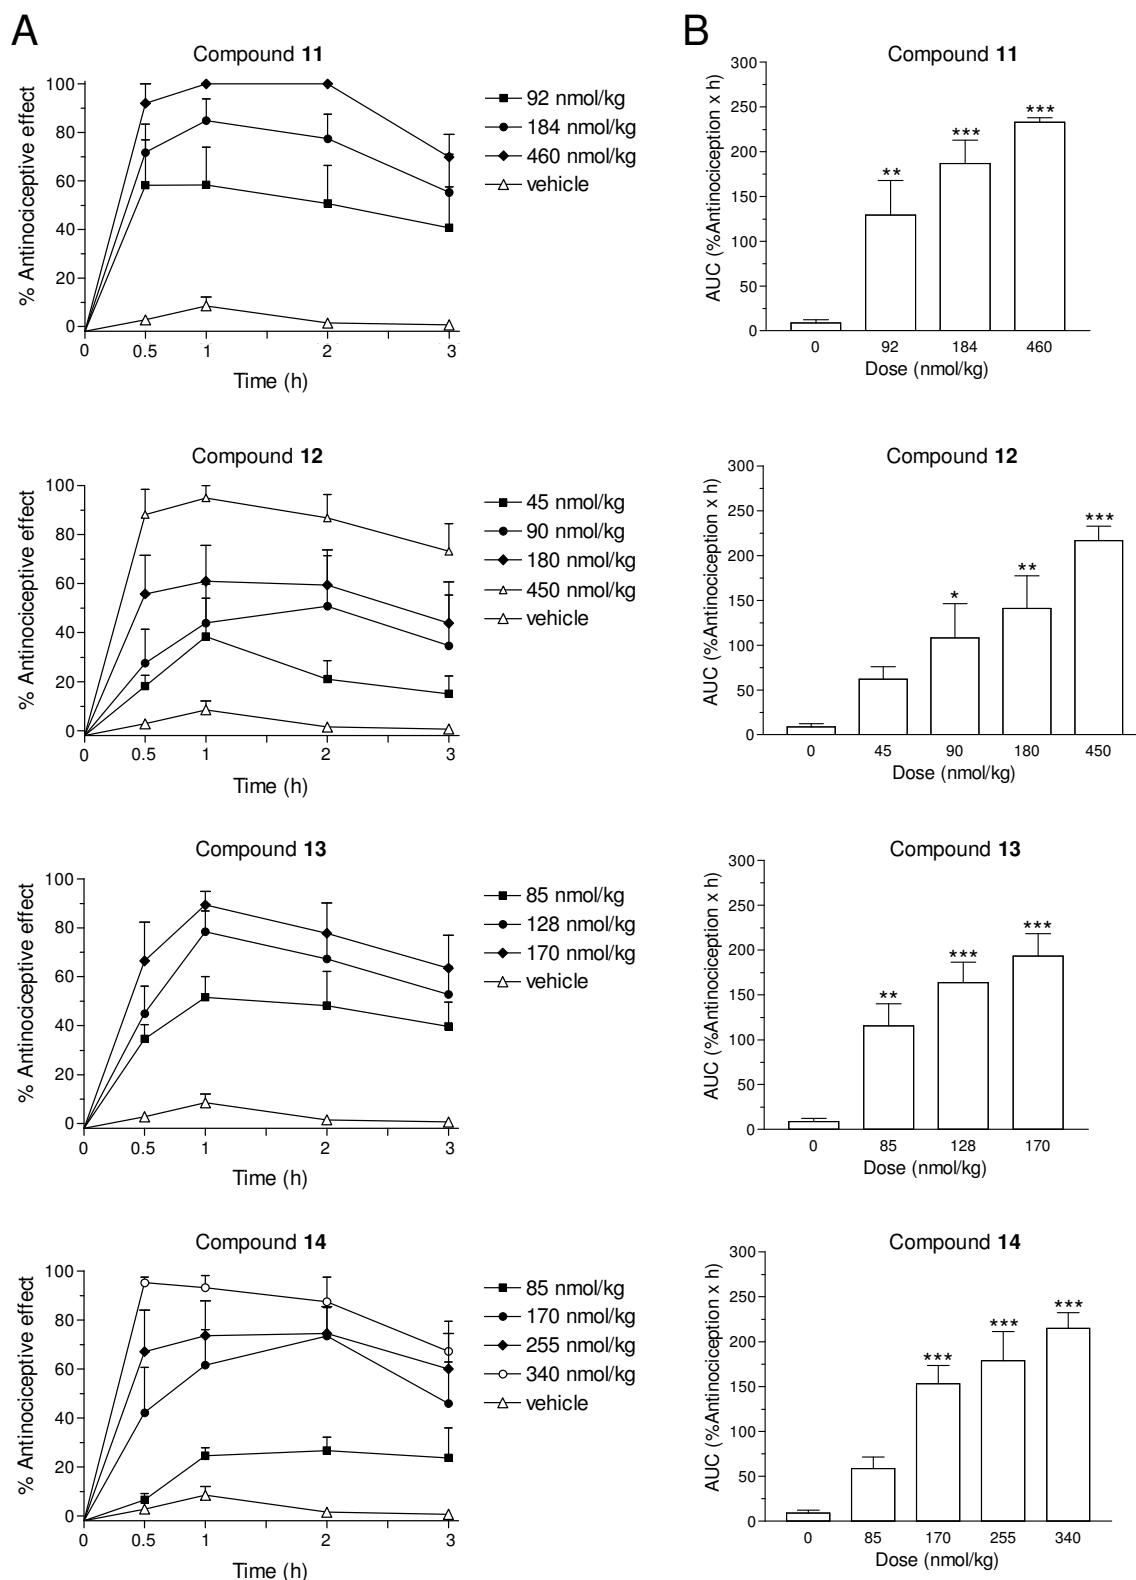 A
Compound 11
% Antinociceptive effect
100
80
60
40
20
0
0 0.5 1 2 3
Time (h)
92 nmol/kg
184 nmol/kg
460 nmol/kg
vehicle
B
Compound 11
AUC (%Antinociception x h)
300
250
200
150
100
50
0
** *** ***
0 92 184 460
Dose (nmol/kg)
Compound 12
% Antinociceptive effect
100
80
60
40
20
0
0 0.5 1 2 3
Time (h)
45 nmol/kg
90 nmol/kg
180 nmol/kg
450 nmol/kg
vehicle
Compound 12
AUC (%Antinociception x h)
300
250
200
150
100
50
0
* ** ***
0 45 90 180 450
Dose (nmol/kg)
Compound 13
% Antinociceptive effect
100
80
60
40
20
0
0 0.5 1 2 3
Time (h)
85 nmol/kg
128 nmol/kg
170 nmol/kg
vehicle
Compound 13
AUC (%Antinociception x h)
300
250
200
150
100
50
0
** *** ***
0 85 128 170
Dose (nmol/kg)
Compound 14
% Antinociceptive effect
100
80
60
40
20
0
0 0.5 1 2 3
Time (h)
85 nmol/kg
170 nmol/kg
255 nmol/kg
340 nmol/kg
vehicle
Compound 14
AUC (%Antinociception x h)
300
250
200
150
100
50
0
*** *** ***
0 85 170 255 340
Dose (nmol/kg)